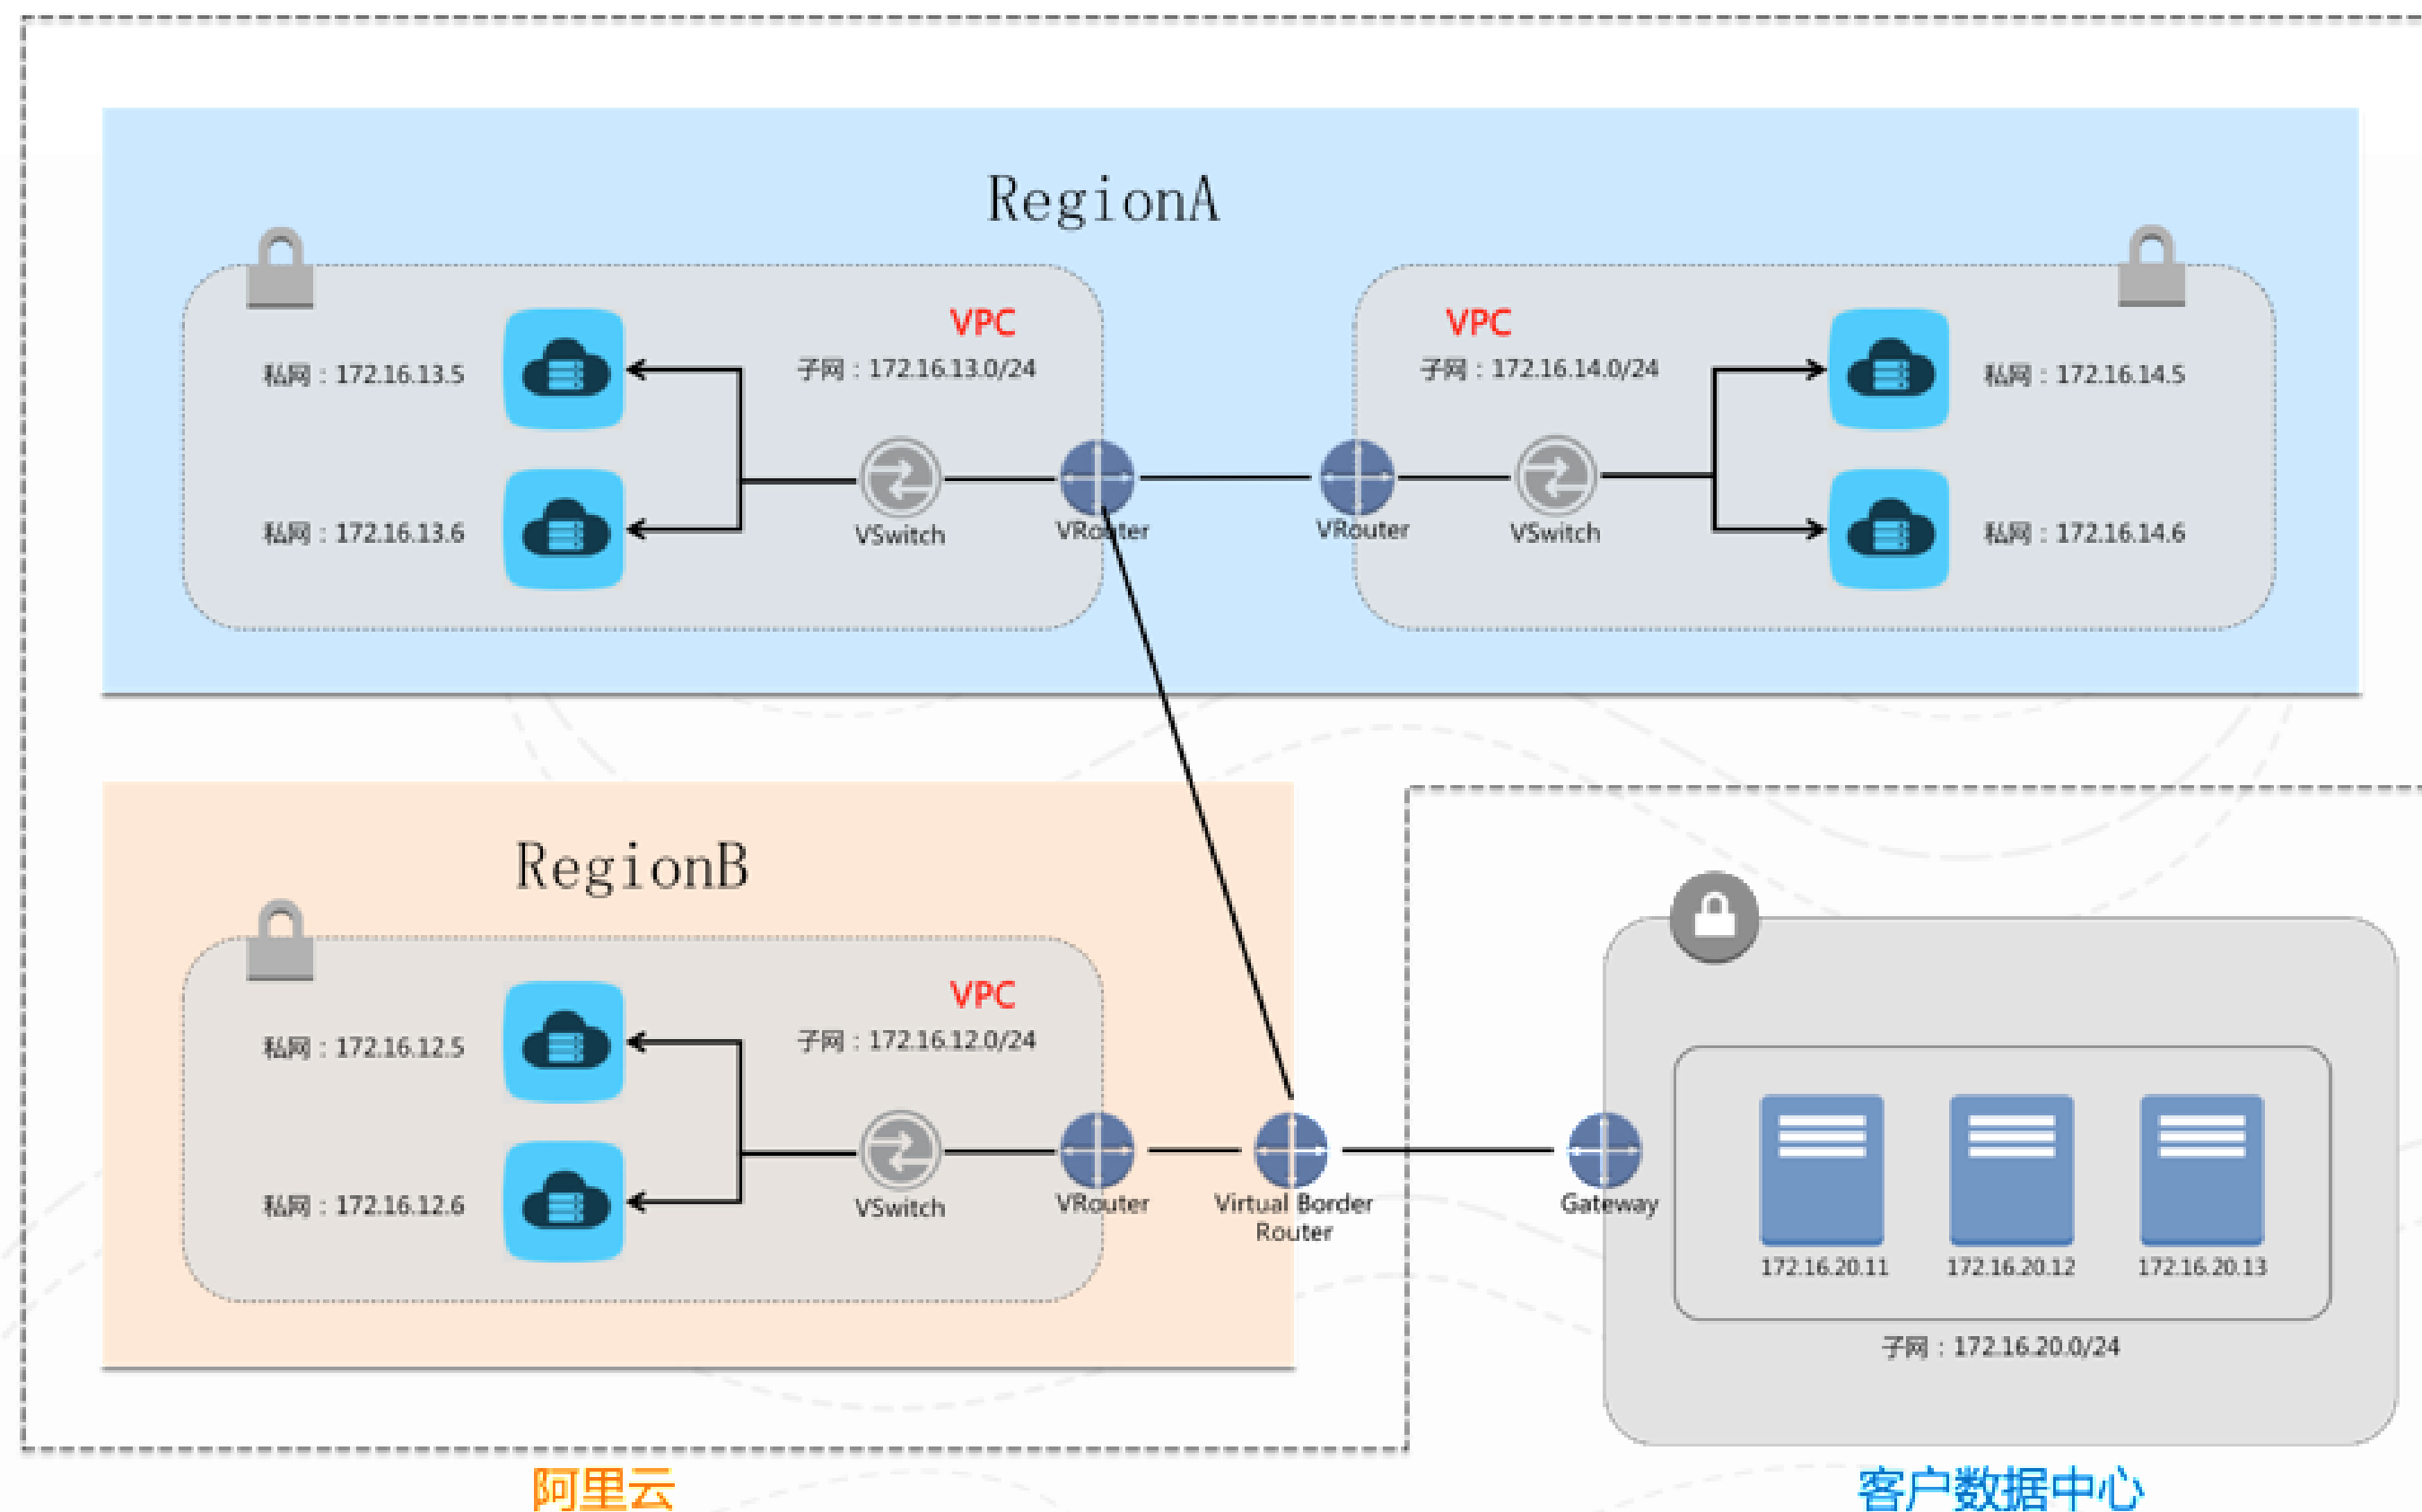 RegionA
VPC
子网：172.16.13.0/24
私网：172.16.13.5
私网：172.16.13.6
VSwitch
VRouter
VPC
子网：172.16.14.0/24
私网：172.16.14.5
私网：172.16.14.6
VRouter
VSwitch
RegionB
VPC
子网：172.16.12.0/24
私网：172.16.12.5
私网：172.16.12.6
VSwitch
VRouter
Virtual Border
Router
Gateway
172.16.20.11
172.16.20.12
172.16.20.13
子网：172.16.20.0/24
阿里云
客户数据中心